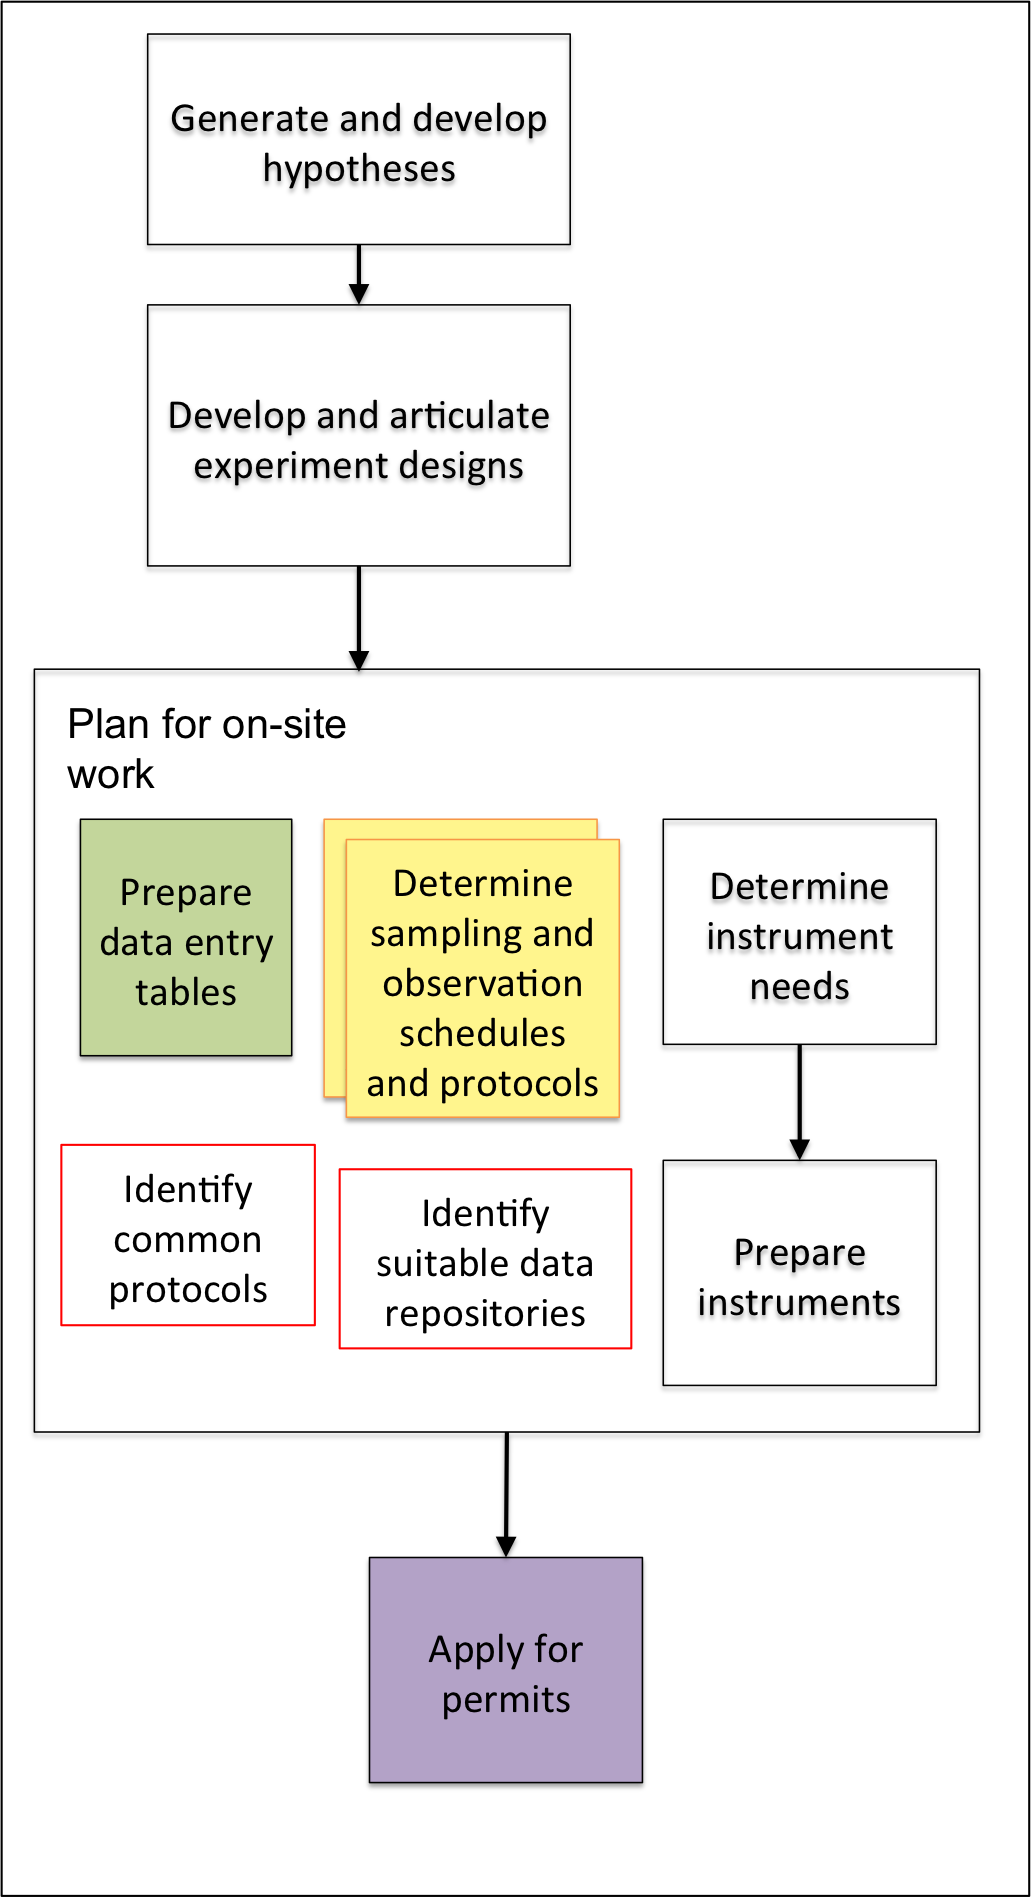 Generate and develop
hypotheses
Develop and articulate
experiment designs
Plan for on-site
work
Prepare
data entry
tables
Determine
sampling and
observation
schedules
and protocols
Determine
instrument
needs
Identify
common
protocols
Identify
suitable data
repositories
Prepare
instruments
Apply for
permits